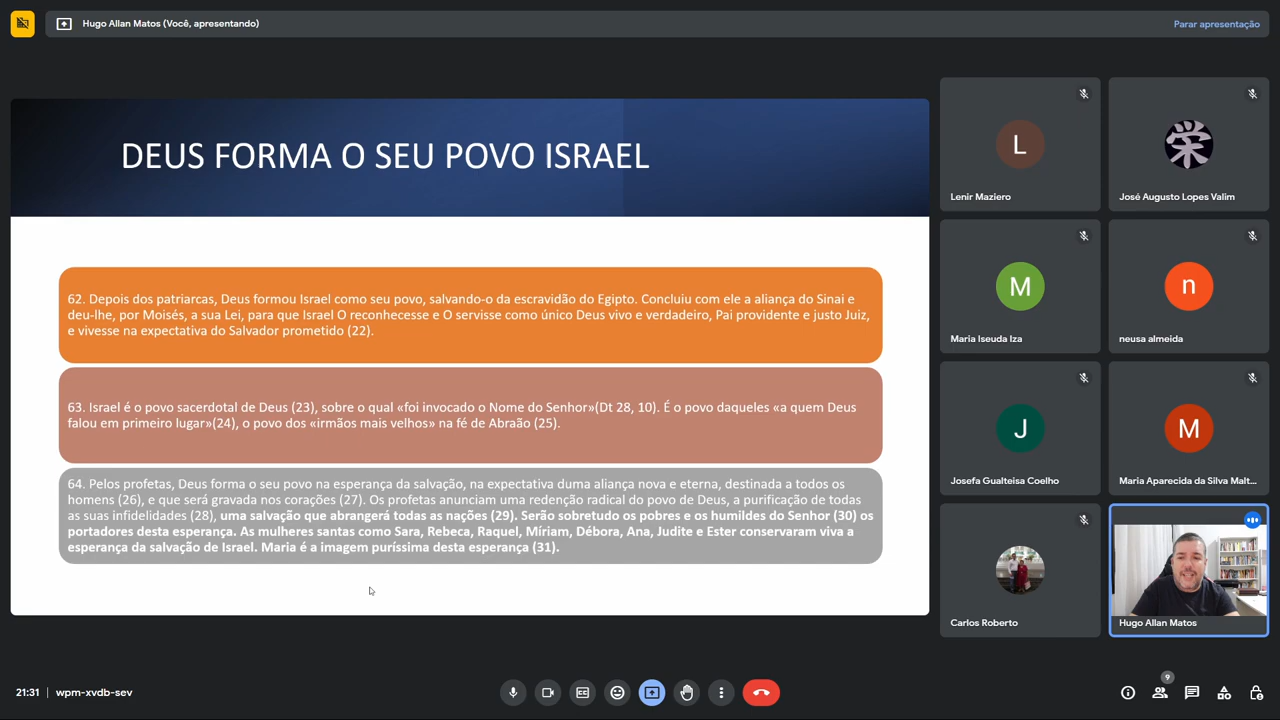 Hugo Allan Matos (Você, apresentando)
Parar apresentação
DEUS FORMA O SEU POVO ISRAEL
62. Depois dos patriarcas, Deus formou Israel como seu povo, salvando-o da escravidão do Egipto. Concluiu com ele a aliança do Sinai e
deu-lhe, por Moisés, a sua Lei, para que Israel O reconhecesse e O servisse como único Deus vivo e verdadeiro, Pai providente e justo Juiz,
e vivesse na expectativa do Salvador prometido (22).
63. Israel é o povo sacerdotal de Deus (23), sobre o qual «foi invocado o Nome do Senhor»(Dt 28, 10). É o povo daqueles «a quem Deus
falou em primeiro lugar»(24), o povo dos «irmãos mais velhos» na fé de Abraão (25).
64. Pelos profetas, Deus forma o seu povo na esperança da salvação, na expectativa duma aliança nova e eterna, destinada a todos os
homens (26), e que será gravada nos corações (27). Os profetas anunciam uma redenção radical do povo de Deus, a purificação de todas
as suas infidelidades (28), uma salvação que abrangerá todas as nações (29). Serão sobretudo os pobres e os humildes do Senhor (30) os
portadores desta esperança. As mulheres santas como Sara, Rebeca, Raquel, Míriam, Débora, Ana, Judite e Ester conservaram viva a
esperança da salvação de Israel. Maria é a imagem puríssima desta esperança (31).
L
Lenir Maziero
栄
José Augusto Lopes Valim
M
Maria Iseuda Iza
n
neusa almeida
J
Josefa Gualteisa Coelho
M
Maria Aparecida da Silva Malt...
Carlos Roberto
Hugo Allan Matos
21:31 | wpm-xvdb-sev
9